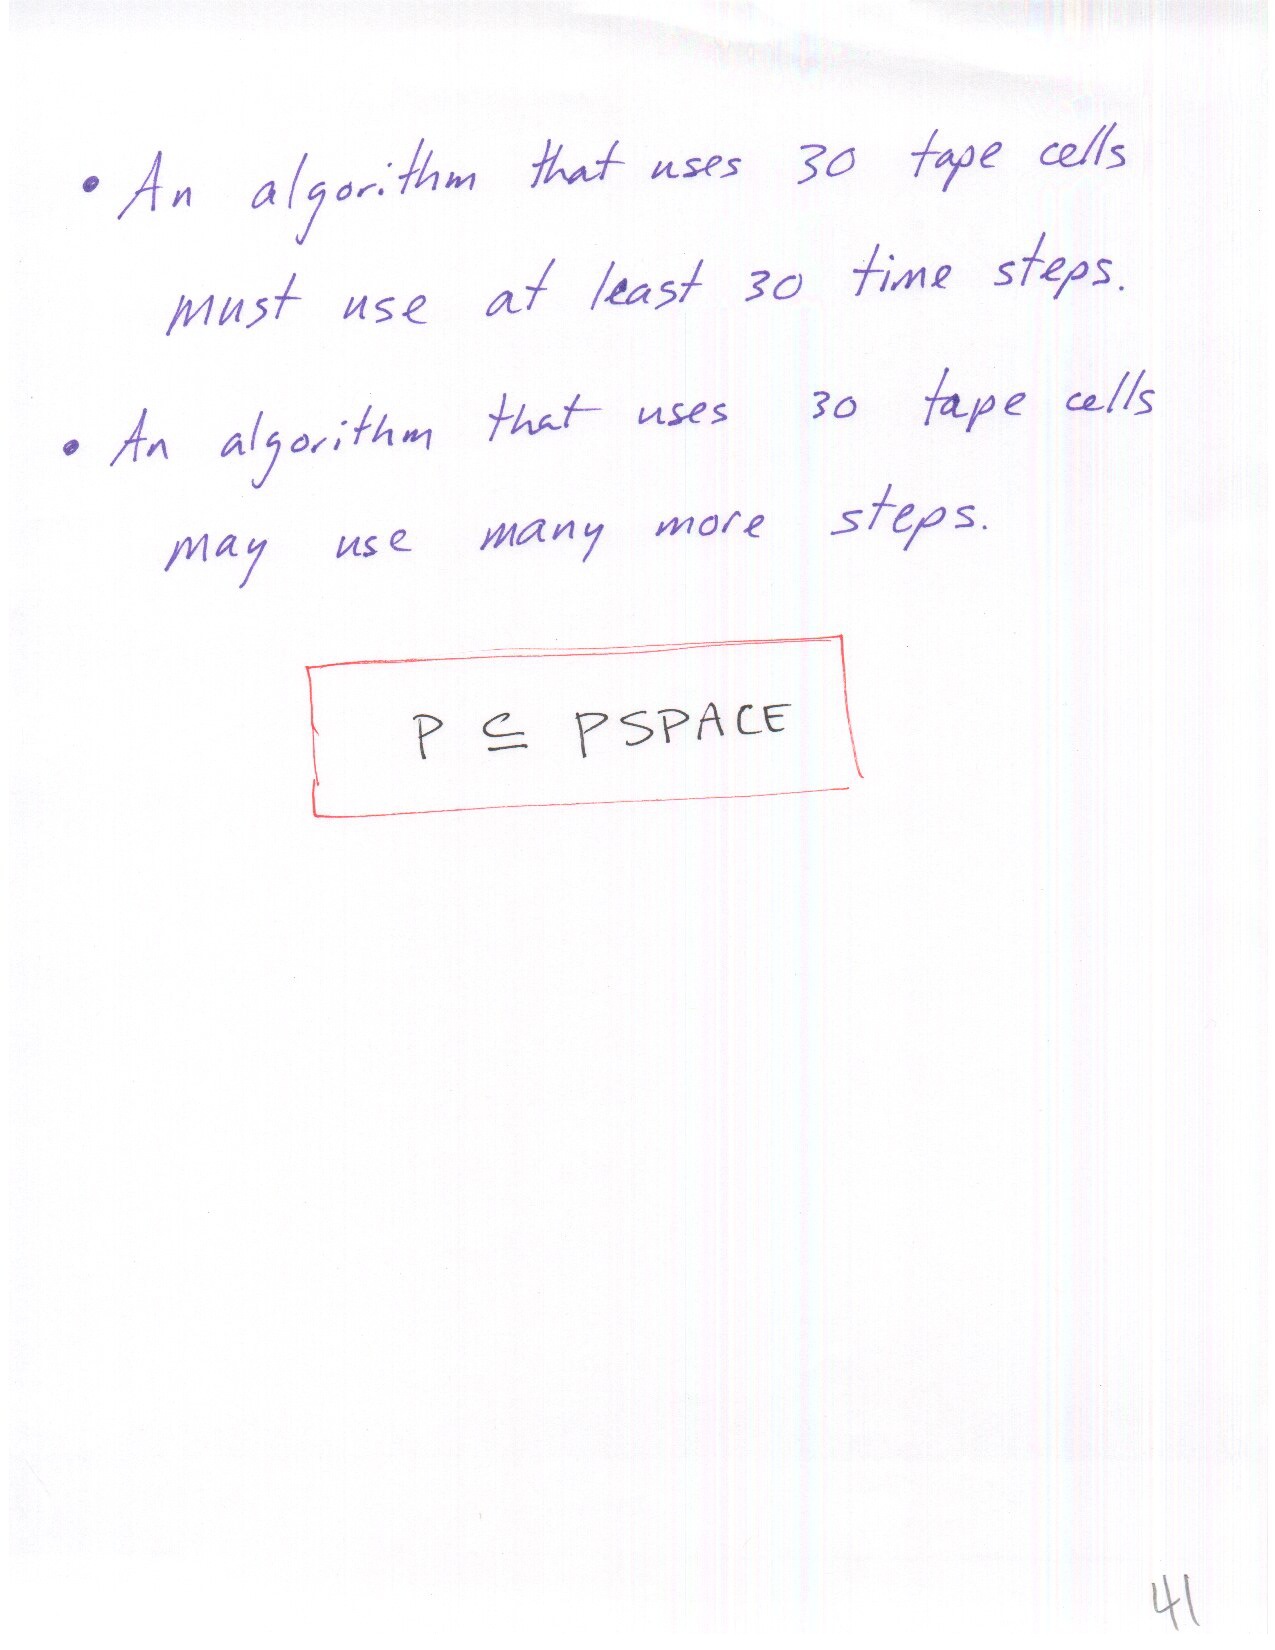 • An algorithm that uses 30 tape cells
must use at least 30 time steps.
• An algorithm that uses 30 tape cells
may use many more steps.
P ⊆ PSPACE
41